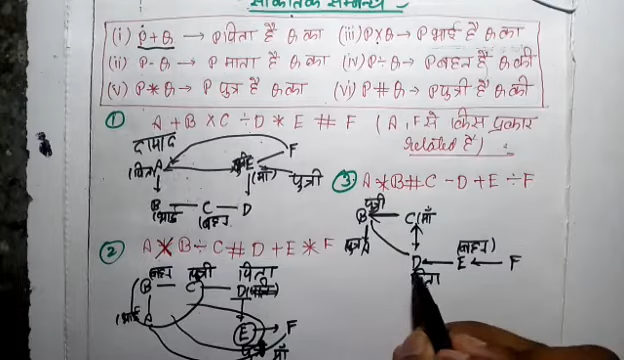 सांकेतिक सम्बन्ध
(i) P+Q → P पिता है Q का (iii) P×Q → P भाई है Q का
(ii) P-Q → P माता है Q का (iv) P÷Q → P बहन है Q की
(v) P*Q → P पुत्र है Q का (vi) P#Q → P पुत्री है Q की
① A+B×C÷D*E#F (A, F से किस प्रकार
related है)
दामाद
(पिता) A E F
(माँ) पुत्री
B C D
(भाई) (बहन)
③ A*B#C-D+E÷F
पुत्री
B C(माँ
पुत्र A
D E F
(बहन)
पिता
② A*B÷C#D+E*F
बहन पुत्री पिता
B C D
(भाई A
E F
पुत्र माँ